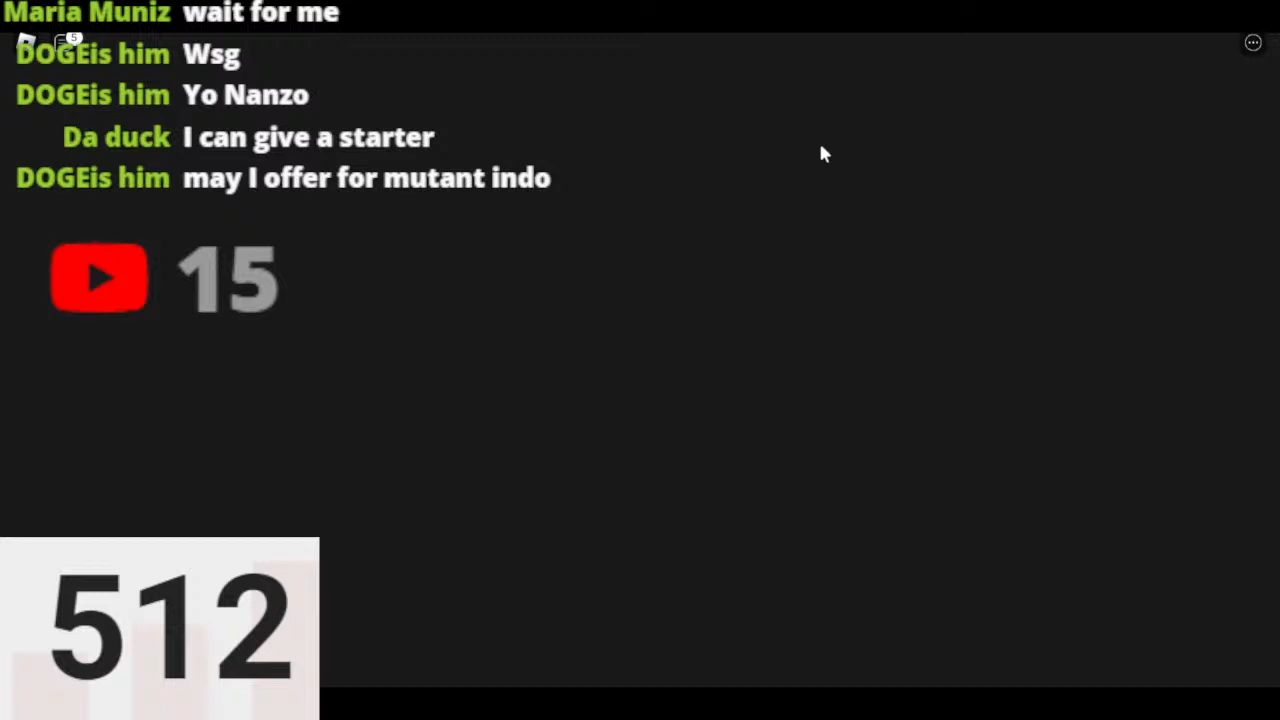 Maria Muniz wait for me
5
DOGEis him Wsg
DOGEis him Yo Nanzo
Da duck I can give a starter
DOGEis him may I offer for mutant indo
15
512